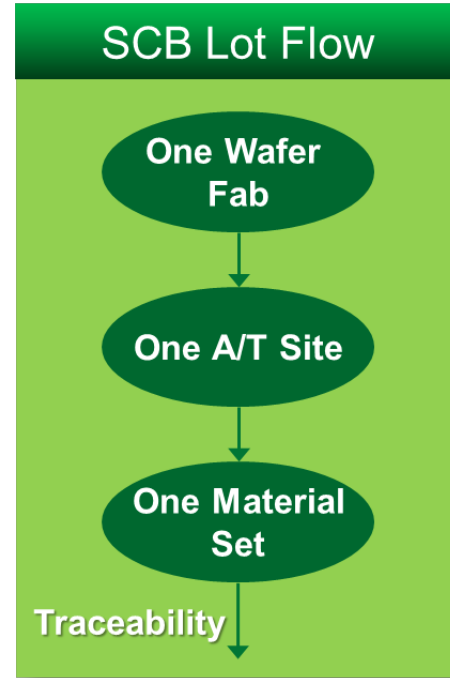 SCB Lot Flow
One Wafer
Fab
One A/T Site
One Material
Set
Traceability